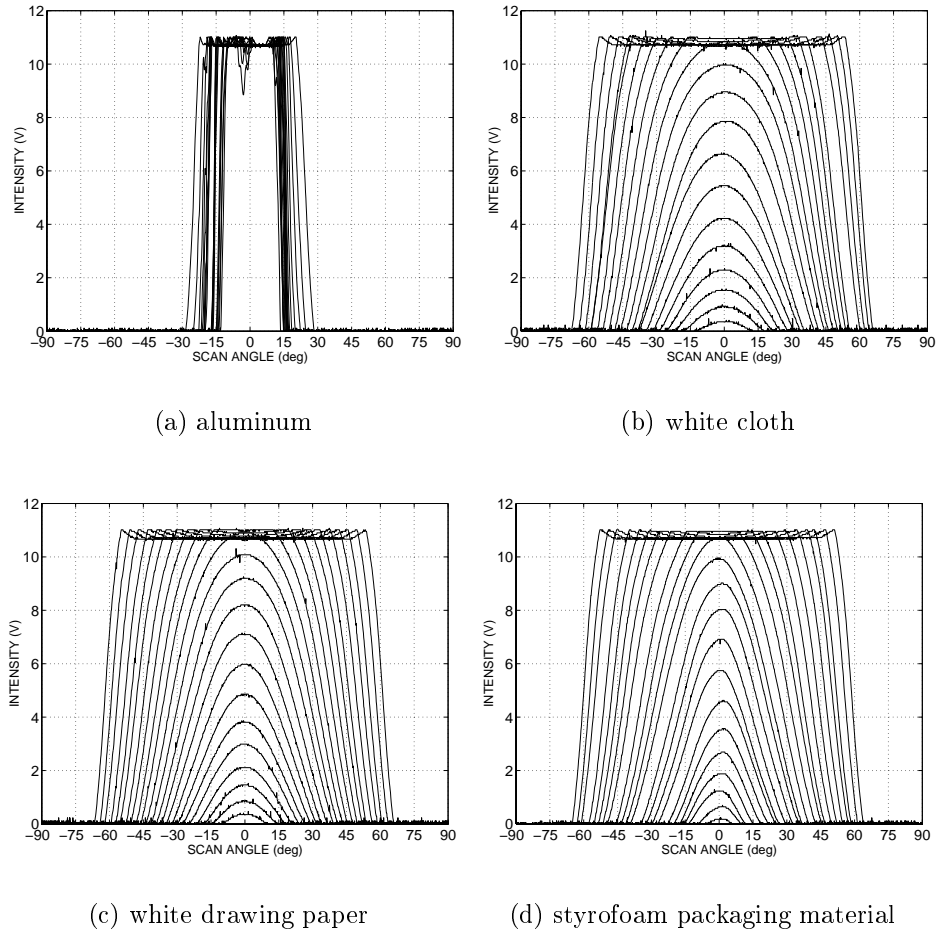 12
10
8
6
4
2
0
INTENSITY (V)
−90 −75 −60 −45 −30 −15 0 15 30 45 60 75 90
SCAN ANGLE (deg)
(a) aluminum
12
10
8
6
4
2
0
INTENSITY (V)
−90 −75 −60 −45 −30 −15 0 15 30 45 60 75 90
SCAN ANGLE (deg)
(b) white cloth
12
10
8
6
4
2
0
INTENSITY (V)
−90 −75 −60 −45 −30 −15 0 15 30 45 60 75 90
SCAN ANGLE (deg)
(c) white drawing paper
12
10
8
6
4
2
0
INTENSITY (V)
−90 −75 −60 −45 −30 −15 0 15 30 45 60 75 90
SCAN ANGLE (deg)
(d) styrofoam packaging material